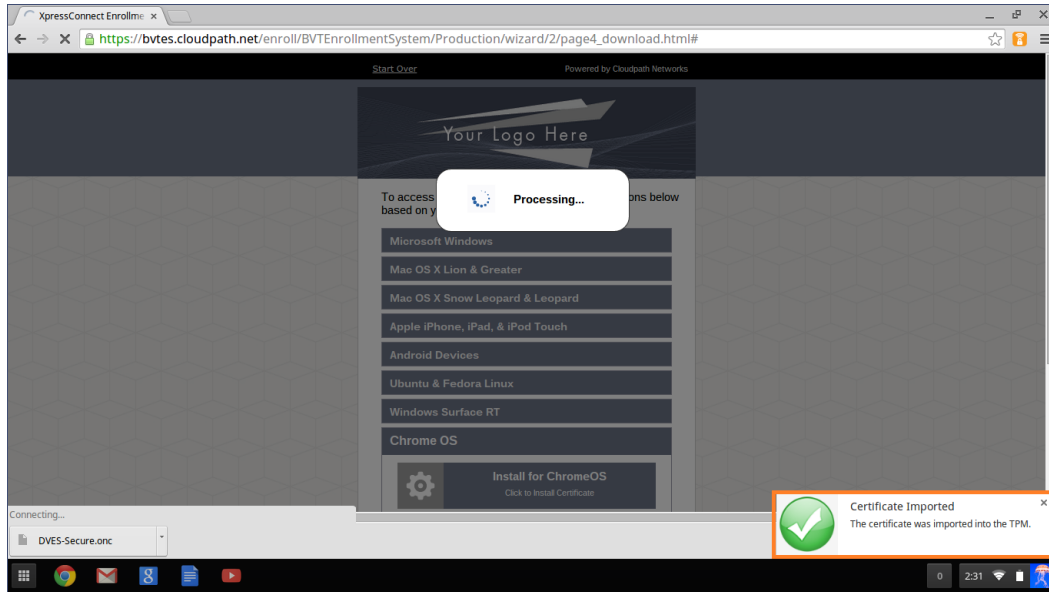 XpressConnect Enrollme
https://bvtes.cloudpath.net/enroll/BVTEnrollmentSystem/Production/wizard/2/page4_download.html#
Start Over
Powered by Cloudpath Networks
Your Logo Here
To access
ons below
based on y
Processing...
Microsoft Windows
Mac OS X Lion & Greater
Mac OS X Snow Leopard & Leopard
Apple iPhone, iPad, & iPod Touch
Android Devices
Ubuntu & Fedora Linux
Windows Surface RT
Chrome OS
Install for ChromeOS
Click to Install Certificate
Connecting...
DVES-Secure.onc
Certificate Imported
The certificate was imported into the TPM.
8
0
2:31